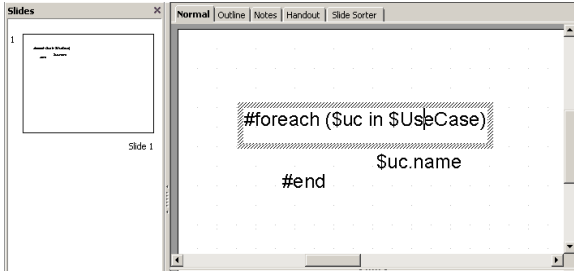 Slides
Normal Outline Notes Handout Slide Sorter
1
Slide 1
#foreach ($uc in $UseCase)
$uc.name
#end